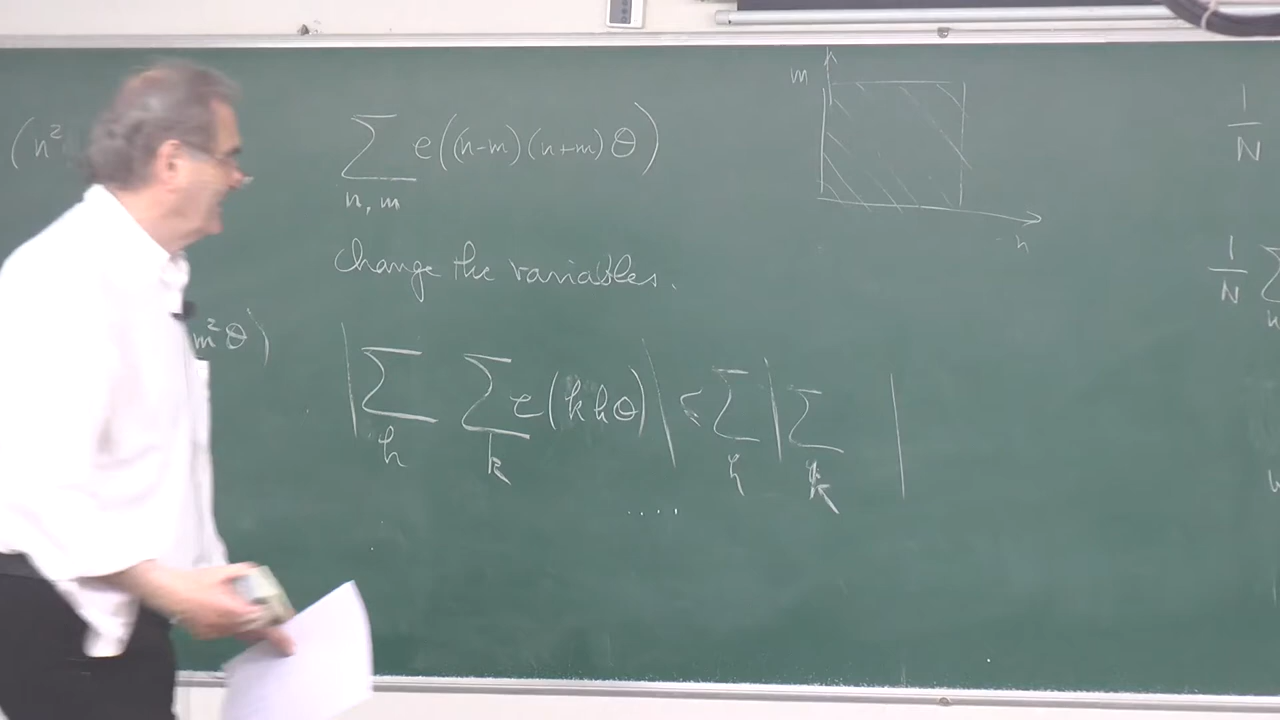 (n²
∑ e((n-m)(n+m)θ)
n, m
m
n
1
N
change the variables.
1
N
∑
m²θ)
|∑ ∑ e(khθ)| ≤ ∑ |∑ |
h k h k
....